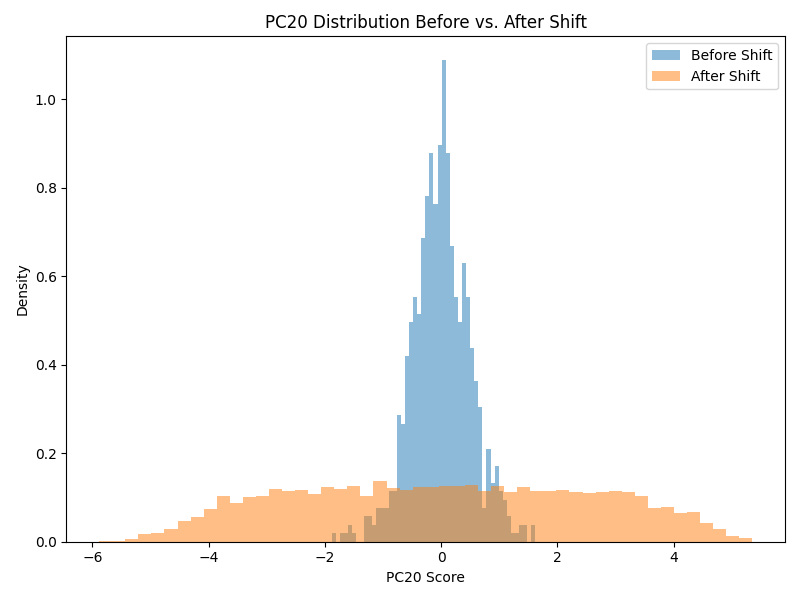 PC20 Distribution Before vs. After Shift
Before Shift
After Shift
Density
1.0
0.8
0.6
0.4
0.2
0.0
−6
−4
−2
0
2
4
PC20 Score